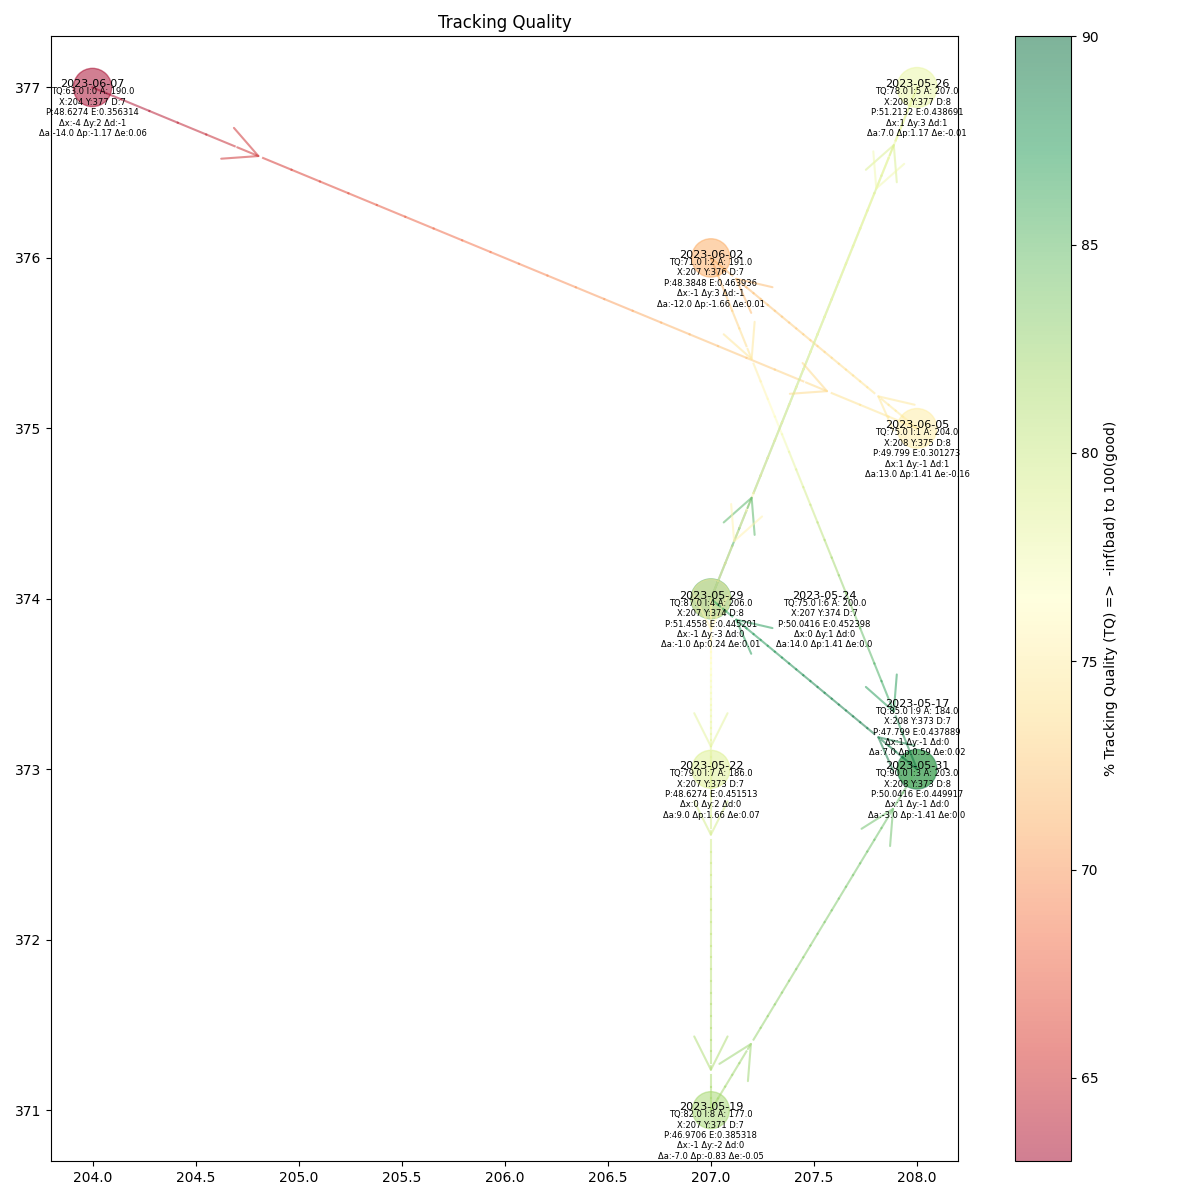 Tracking Quality
2023-06-07
TQ:63.0 I:0 A: 190.0
X:204 Y:377 D:7
P:48.6274 E:0.356314
Δx:-4 Δy:2 Δd:-1
Δa:-14.0 Δp:-1.17 Δe:0.06
2023-05-26
TQ:78.0 I:5 A: 207.0
X:208 Y:377 D:8
P:51.2132 E:0.438691
Δx:1 Δy:3 Δd:1
Δa:7.0 Δp:1.17 Δe:-0.01
2023-06-02
TQ:71.0 I:2 A: 191.0
X:207 Y:376 D:7
P:48.3848 E:0.463936
Δx:-1 Δy:3 Δd:-1
Δa:-12.0 Δp:-1.66 Δe:0.01
2023-06-05
TQ:75.0 I:1 A: 204.0
X:208 Y:375 D:8
P:49.799 E:0.301273
Δx:1 Δy:-1 Δd:1
Δa:13.0 Δp:1.41 Δe:-0.16
2023-05-29
TQ:87.0 I:4 A: 206.0
X:207 Y:374 D:8
P:51.4558 E:0.445201
Δx:-1 Δy:-3 Δd:0
Δa:-1.0 Δp:0.24 Δe:0.01
2023-05-24
TQ:75.0 I:6 A: 200.0
X:207 Y:374 D:7
P:50.0416 E:0.452398
Δx:0 Δy:1 Δd:0
Δa:14.0 Δp:1.41 Δe:0.0
2023-05-17
TQ:85.0 I:9 A: 184.0
X:208 Y:373 D:7
P:47.799 E:0.437889
Δx:1 Δy:-1 Δd:0
Δa:7.0 Δp:0.59 Δe:0.02
2023-05-22
TQ:79.0 I:7 A: 186.0
X:207 Y:373 D:7
P:48.6274 E:0.451513
Δx:0 Δy:2 Δd:0
Δa:9.0 Δp:1.66 Δe:0.07
2023-05-31
TQ:90.0 I:3 A: 203.0
X:208 Y:373 D:8
P:50.0416 E:0.449917
Δx:1 Δy:-1 Δd:0
Δa:-3.0 Δp:-1.41 Δe:0.0
2023-05-19
TQ:82.0 I:8 A: 177.0
X:207 Y:371 D:7
P:46.9706 E:0.385318
Δx:-1 Δy:-2 Δd:0
Δa:-7.0 Δp:-0.83 Δe:-0.05
377
376
375
374
373
372
371
204.0 204.5 205.0 205.5 206.0 206.5 207.0 207.5 208.0
90
85
80
75
70
65
% Tracking Quality (TQ) => -inf(bad) to 100(good)